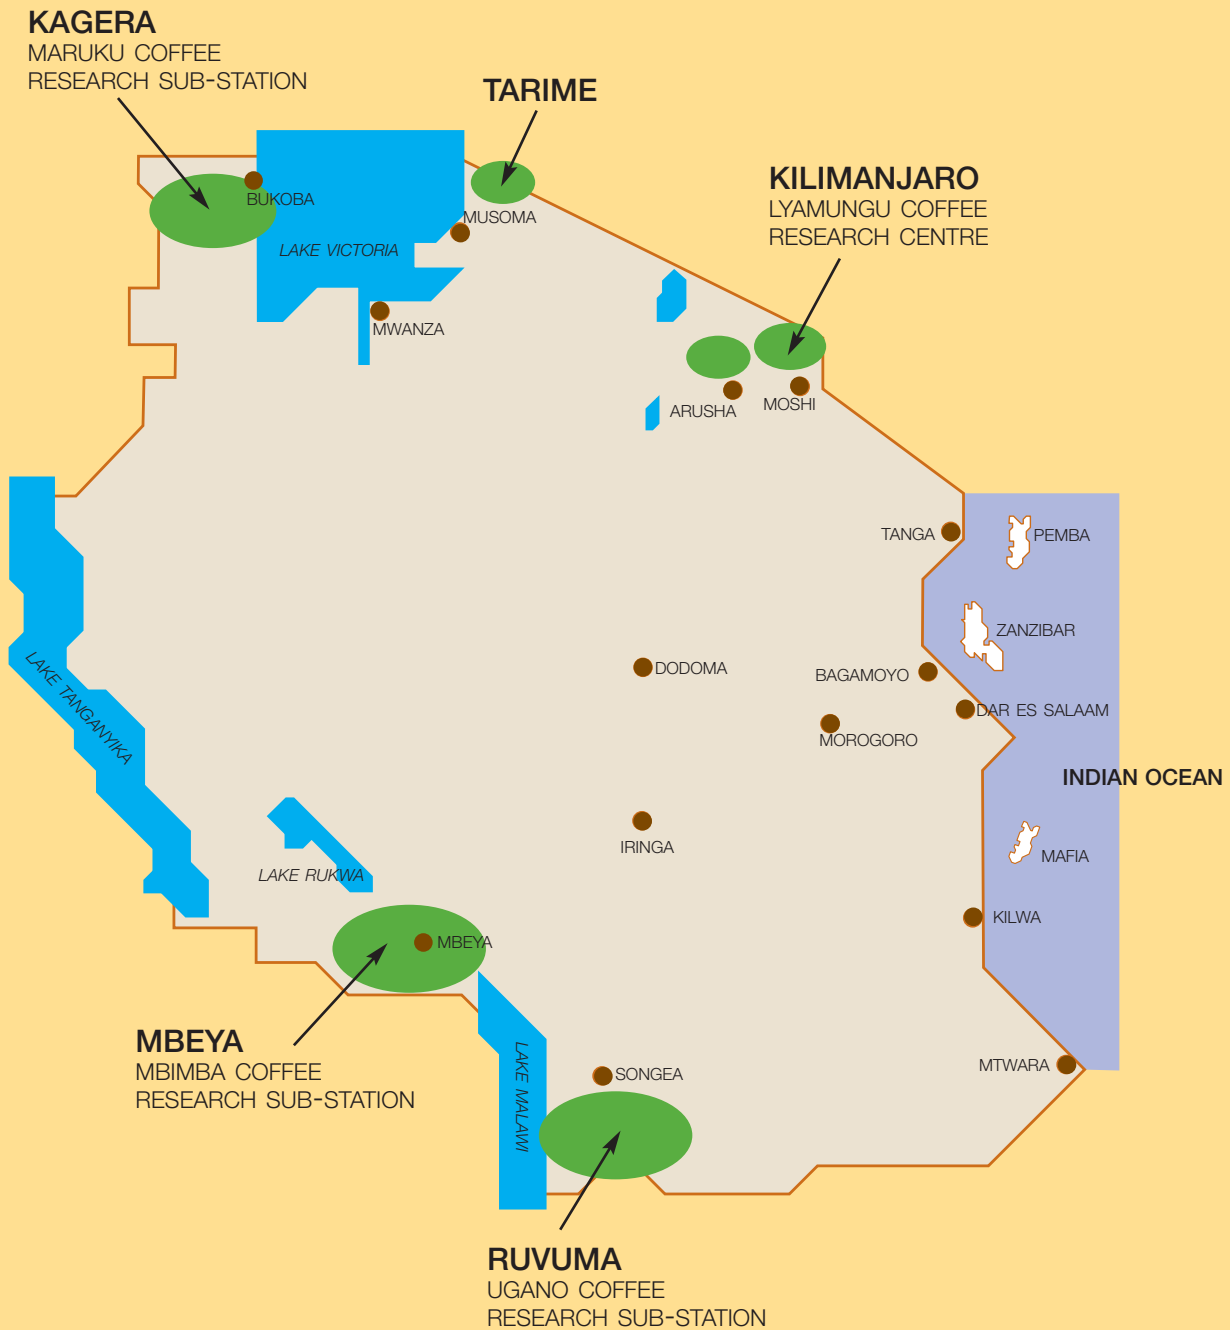 KAGERA
MARUKU COFFEE
RESEARCH SUB-STATION
TARIME
KILIMANJARO
LYAMUNGU COFFEE
RESEARCH CENTRE
BUKOBA
MUSOMA
LAKE VICTORIA
MWANZA
ARUSHA
MOSHI
TANGA
PEMBA
ZANZIBAR
LAKE TANGANYIKA
DODOMA
BAGAMOYO
DAR ES SALAAM
MOROGORO
INDIAN OCEAN
IRINGA
MAFIA
LAKE RUKWA
KILWA
MBEYA
MBEYA
MBIMBA COFFEE
RESEARCH SUB-STATION
LAKE MALAWI
SONGEA
MTWARA
RUVUMA
UGANO COFFEE
RESEARCH SUB-STATION